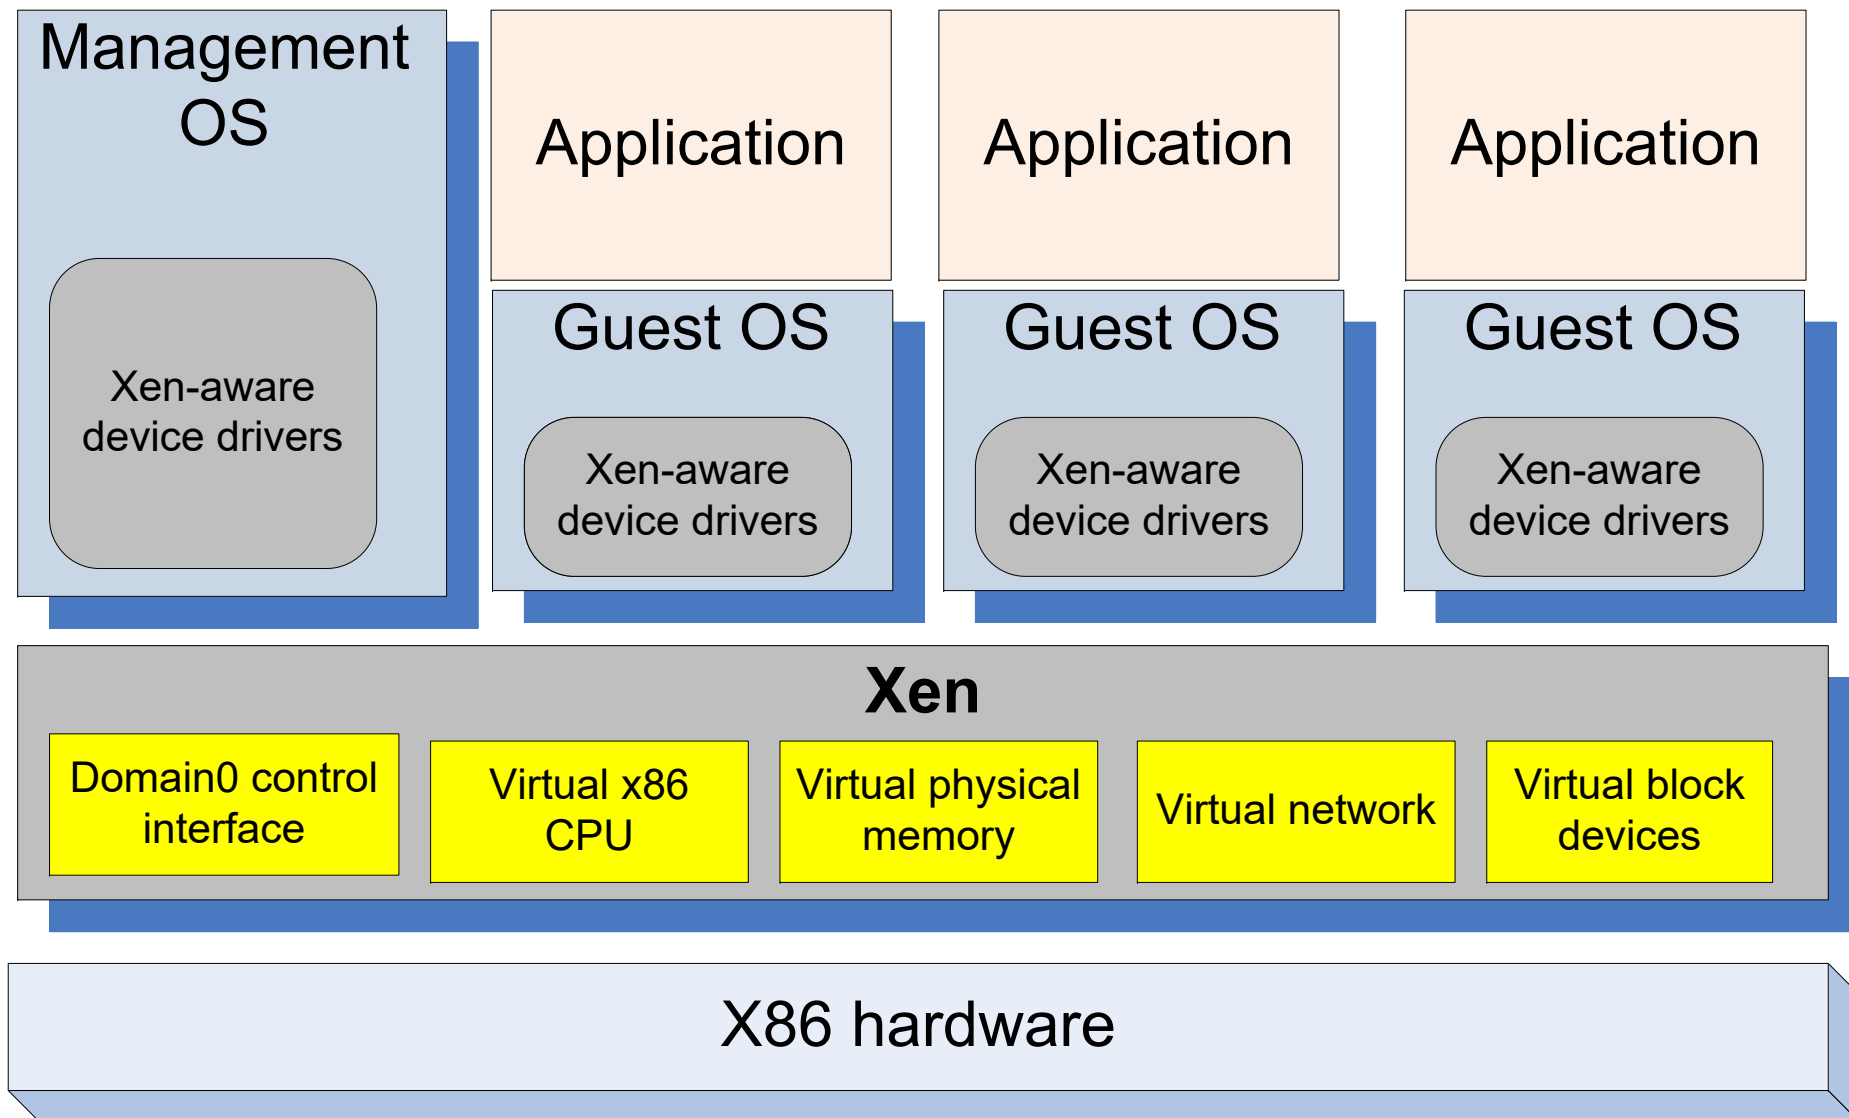 Management
OS
Application
Application
Application
Xen-aware
device drivers
Guest OS
Guest OS
Guest OS
Xen-aware
device drivers
Xen-aware
device drivers
Xen-aware
device drivers
Xen
Domain0 control
interface
Virtual x86
CPU
Virtual physical
memory
Virtual network
Virtual block
devices
X86 hardware